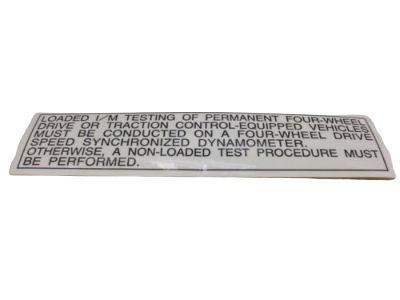 LOADED I/M TESTING OF PERMANENT FOUR-WHEEL
DRIVE OR TRACTION CONTROL-EQUIPPED VEHICLES
MUST BE CONDUCTED ON A FOUR-WHEEL DRIVE
SPEED SYNCHRONIZED DYNAMOMETER.
OTHERWISE, A NON-LOADED TEST PROCEDURE MUST
BE PERFORMED.